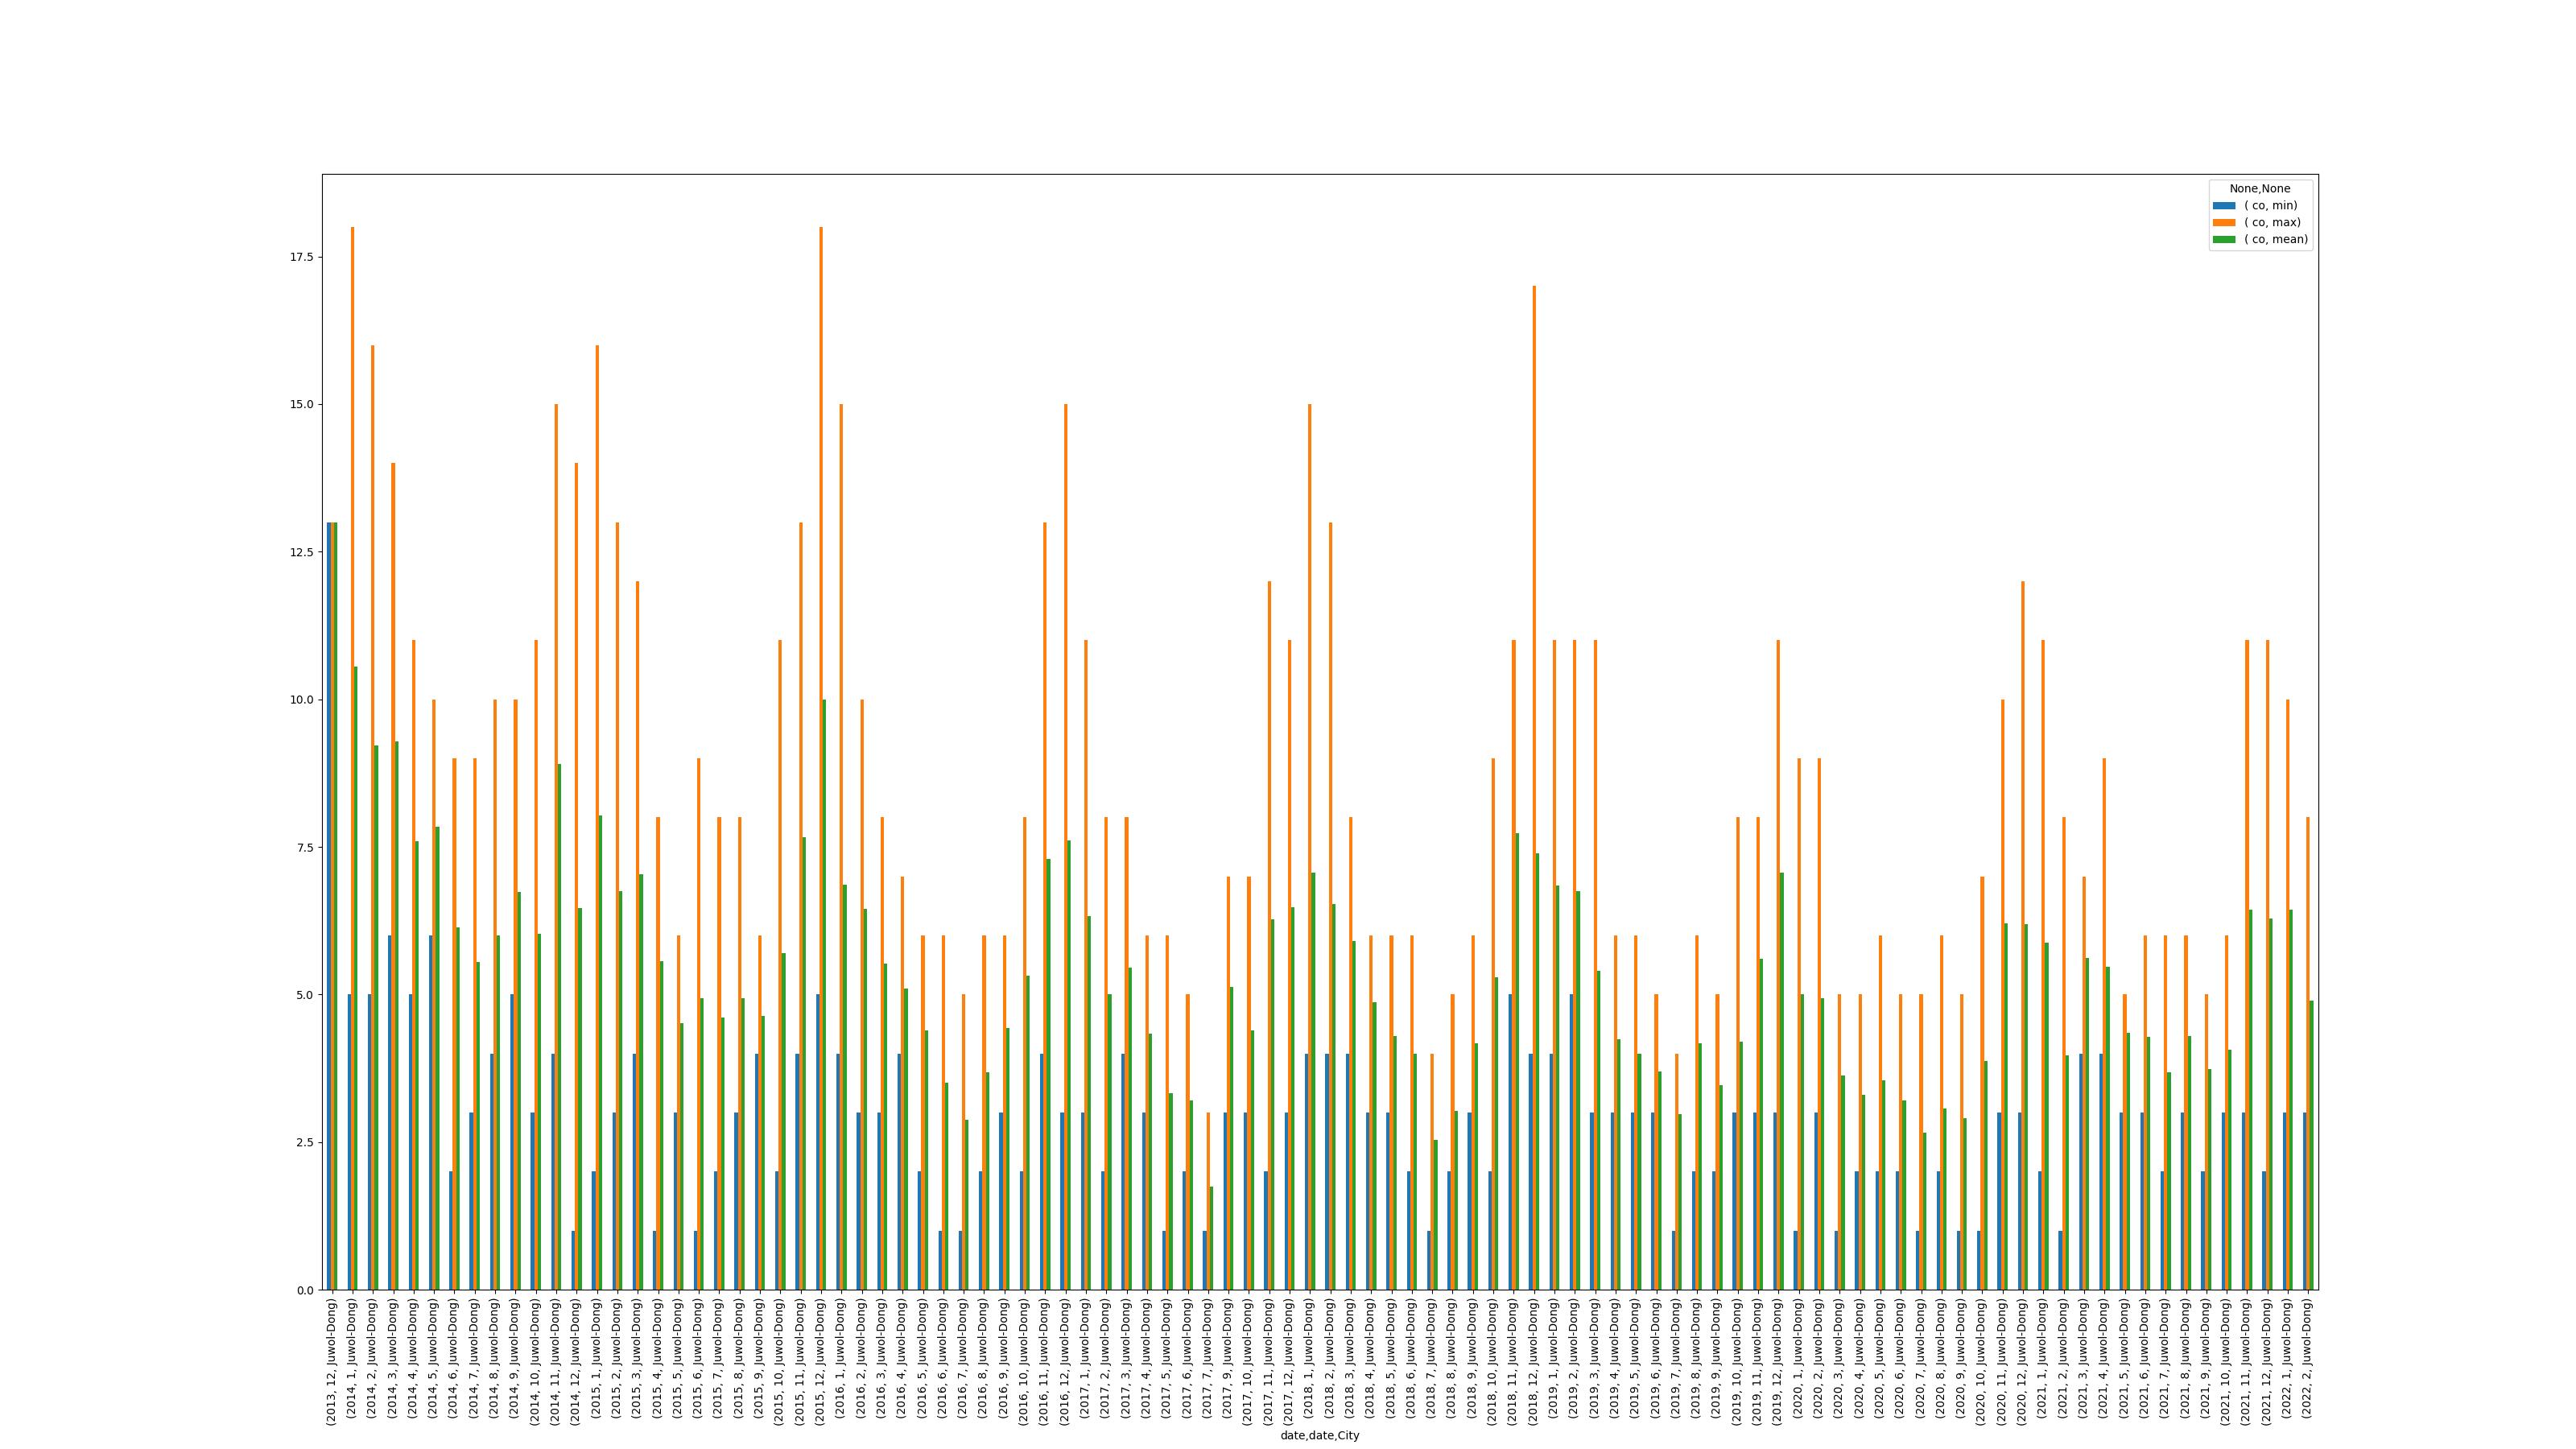 None,None
( co, min)
( co, max)
( co, mean)
17.5
15.0
12.5
10.0
7.5
5.0
2.5
0.0
(2013, 12, Juwol-Dong)
(2014, 1, Juwol-Dong)
(2014, 2, Juwol-Dong)
(2014, 3, Juwol-Dong)
(2014, 4, Juwol-Dong)
(2014, 5, Juwol-Dong)
(2014, 6, Juwol-Dong)
(2014, 7, Juwol-Dong)
(2014, 8, Juwol-Dong)
(2014, 9, Juwol-Dong)
(2014, 10, Juwol-Dong)
(2014, 11, Juwol-Dong)
(2014, 12, Juwol-Dong)
(2015, 1, Juwol-Dong)
(2015, 2, Juwol-Dong)
(2015, 3, Juwol-Dong)
(2015, 4, Juwol-Dong)
(2015, 5, Juwol-Dong)
(2015, 6, Juwol-Dong)
(2015, 7, Juwol-Dong)
(2015, 8, Juwol-Dong)
(2015, 9, Juwol-Dong)
(2015, 10, Juwol-Dong)
(2015, 11, Juwol-Dong)
(2015, 12, Juwol-Dong)
(2016, 1, Juwol-Dong)
(2016, 2, Juwol-Dong)
(2016, 3, Juwol-Dong)
(2016, 4, Juwol-Dong)
(2016, 5, Juwol-Dong)
(2016, 6, Juwol-Dong)
(2016, 7, Juwol-Dong)
(2016, 8, Juwol-Dong)
(2016, 9, Juwol-Dong)
(2016, 10, Juwol-Dong)
(2016, 11, Juwol-Dong)
(2016, 12, Juwol-Dong)
(2017, 1, Juwol-Dong)
(2017, 2, Juwol-Dong)
(2017, 3, Juwol-Dong)
(2017, 4, Juwol-Dong)
(2017, 5, Juwol-Dong)
(2017, 6, Juwol-Dong)
(2017, 7, Juwol-Dong)
(2017, 9, Juwol-Dong)
(2017, 10, Juwol-Dong)
(2017, 11, Juwol-Dong)
(2017, 12, Juwol-Dong)
(2018, 1, Juwol-Dong)
(2018, 2, Juwol-Dong)
(2018, 3, Juwol-Dong)
(2018, 4, Juwol-Dong)
(2018, 5, Juwol-Dong)
(2018, 6, Juwol-Dong)
(2018, 7, Juwol-Dong)
(2018, 8, Juwol-Dong)
(2018, 9, Juwol-Dong)
(2018, 10, Juwol-Dong)
(2018, 11, Juwol-Dong)
(2018, 12, Juwol-Dong)
(2019, 1, Juwol-Dong)
(2019, 2, Juwol-Dong)
(2019, 3, Juwol-Dong)
(2019, 4, Juwol-Dong)
(2019, 5, Juwol-Dong)
(2019, 6, Juwol-Dong)
(2019, 7, Juwol-Dong)
(2019, 8, Juwol-Dong)
(2019, 9, Juwol-Dong)
(2019, 10, Juwol-Dong)
(2019, 11, Juwol-Dong)
(2019, 12, Juwol-Dong)
(2020, 1, Juwol-Dong)
(2020, 2, Juwol-Dong)
(2020, 3, Juwol-Dong)
(2020, 4, Juwol-Dong)
(2020, 5, Juwol-Dong)
(2020, 6, Juwol-Dong)
(2020, 7, Juwol-Dong)
(2020, 8, Juwol-Dong)
(2020, 9, Juwol-Dong)
(2020, 10, Juwol-Dong)
(2020, 11, Juwol-Dong)
(2020, 12, Juwol-Dong)
(2021, 1, Juwol-Dong)
(2021, 2, Juwol-Dong)
(2021, 3, Juwol-Dong)
(2021, 4, Juwol-Dong)
(2021, 5, Juwol-Dong)
(2021, 6, Juwol-Dong)
(2021, 7, Juwol-Dong)
(2021, 8, Juwol-Dong)
(2021, 9, Juwol-Dong)
(2021, 10, Juwol-Dong)
(2021, 11, Juwol-Dong)
(2021, 12, Juwol-Dong)
(2022, 1, Juwol-Dong)
(2022, 2, Juwol-Dong)
date,date,City